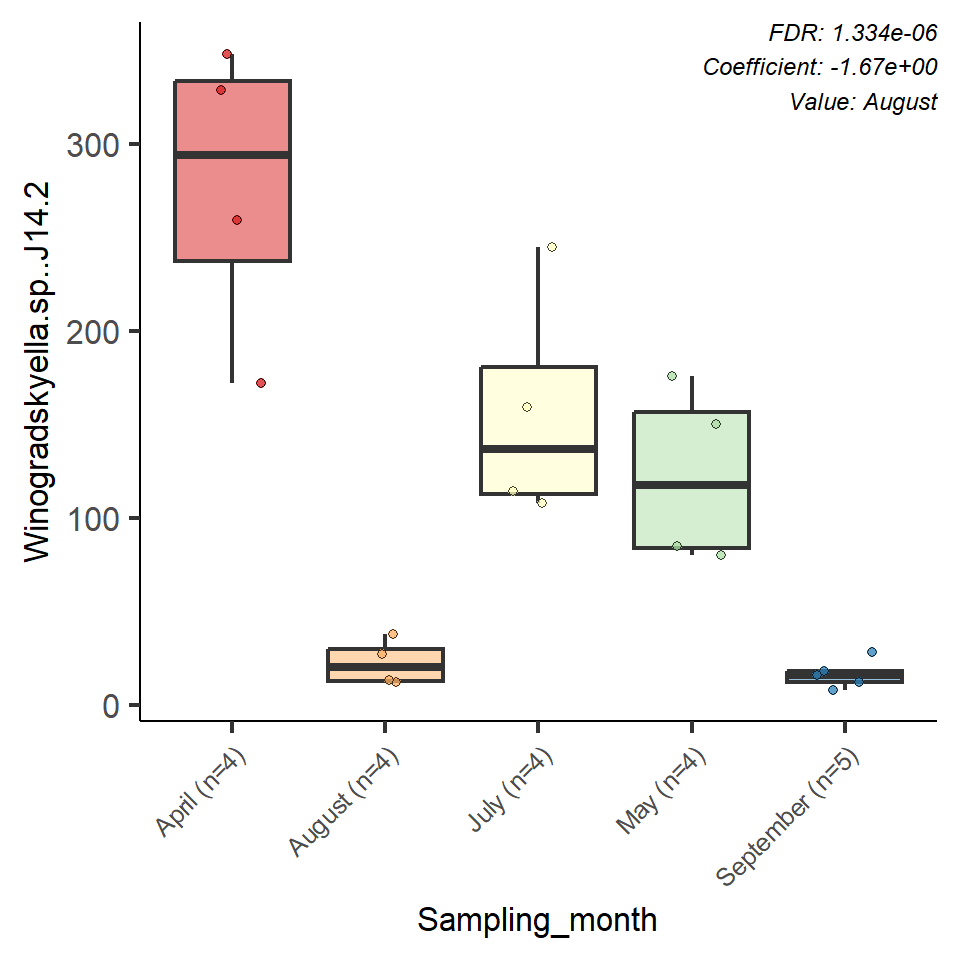 FDR: 1.334e-06
Coefficient: -1.67e+00
Value: August
Winogradskyella.sp..J14.2
300
200
100
0
April (n=4)
August (n=4)
July (n=4)
May (n=4)
September (n=5)
Sampling_month